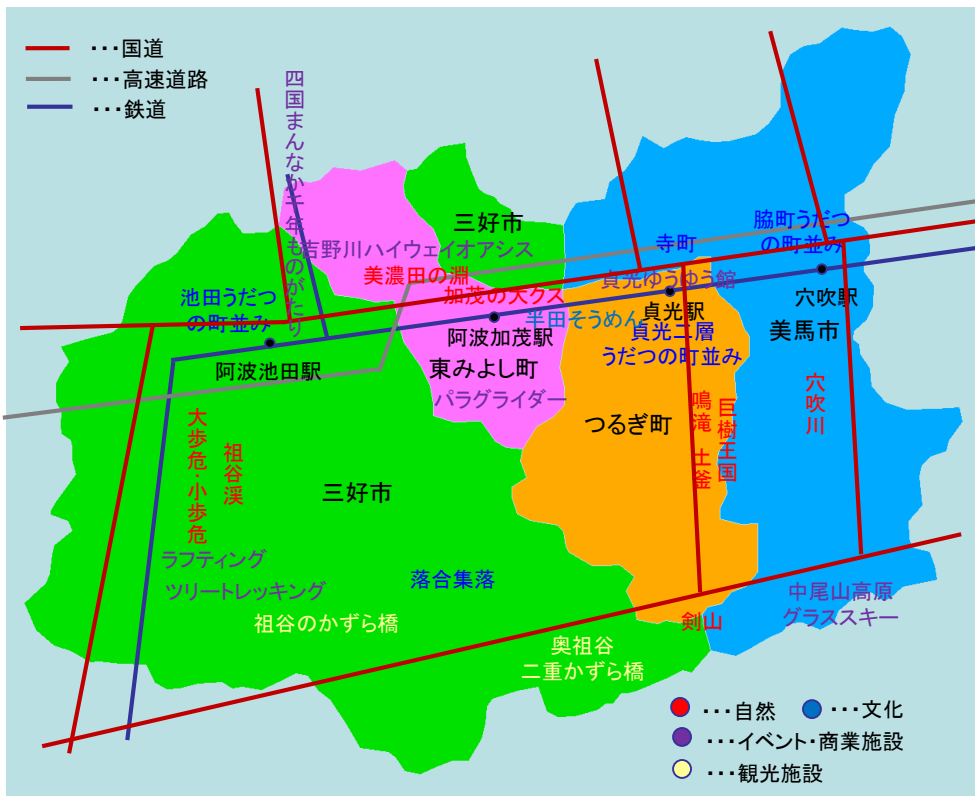 ・・・国道
・・・高速道路
・・・鉄道
四国まんなか千年ものがたり
三好市
吉野川ハイウェイオアシス
美濃田の淵
加茂の大クス
寺町
脇町うだつ
の町並み
貞光ゆうゆう館
池田うだつ
の町並み
阿波池田駅
阿波加茂駅
半田そうめん
貞光駅
貞光二層
うだつの町並み
穴吹駅
美馬市
東みよし町
パラグライダー
つるぎ町
鳴滝 土釜
巨樹王国
穴吹川
大歩危・小歩危
祖谷渓
三好市
ラフティング
ツリートレッキング
落合集落
祖谷のかずら橋
奥祖谷
二重かずら橋
剣山
中尾山高原
グラススキー
・・・自然
・・・文化
・・・イベント・商業施設
・・・観光施設